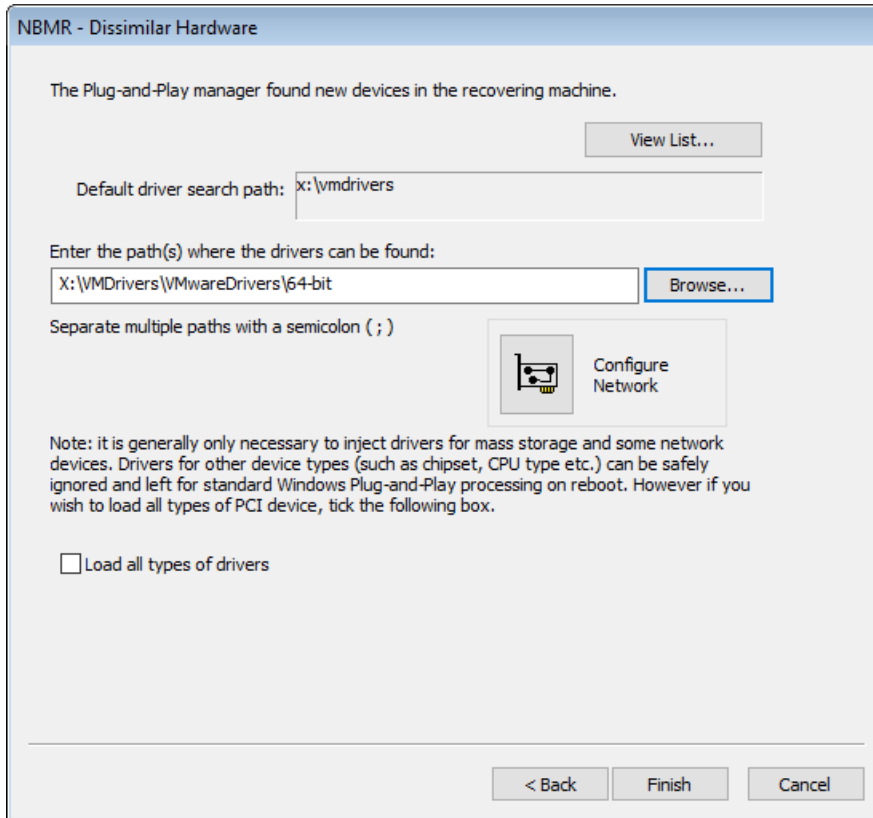 NBMR - Dissimilar Hardware
The Plug-and-Play manager found new devices in the recovering machine.
View List...
Default driver search path: x:\vmdrivers
Enter the path(s) where the drivers can be found:
X:\VMDrivers\VMwareDrivers\64-bit Browse...
Separate multiple paths with a semicolon ( ; )
Configure
Network
Note: it is generally only necessary to inject drivers for mass storage and some network
devices. Drivers for other device types (such as chipset, CPU type etc.) can be safely
ignored and left for standard Windows Plug-and-Play processing on reboot. However if you
wish to load all types of PCI device, tick the following box.
Load all types of drivers
< Back Finish Cancel